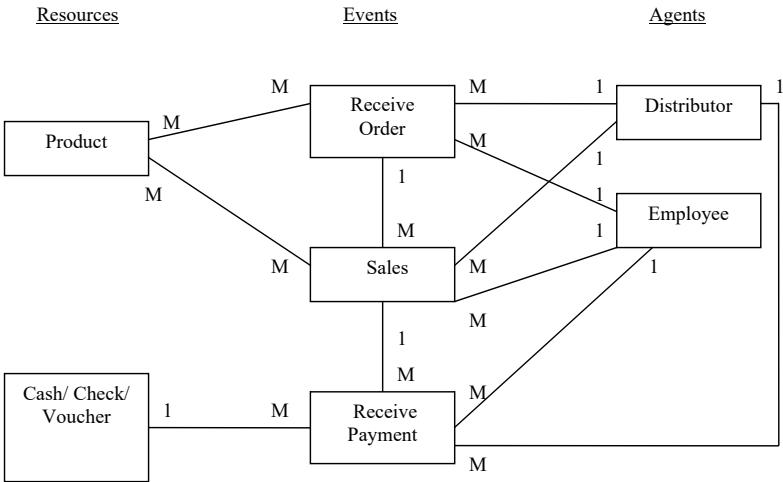 Resources Events Agents
M M 1 1
Receive
Order
Distributor
M
Product
M
1
1
M
1
Employee
M
1
Sales
M
M
1
M
1
M
Cash/ Check/
Voucher
1
M
Receive
Payment
M
M